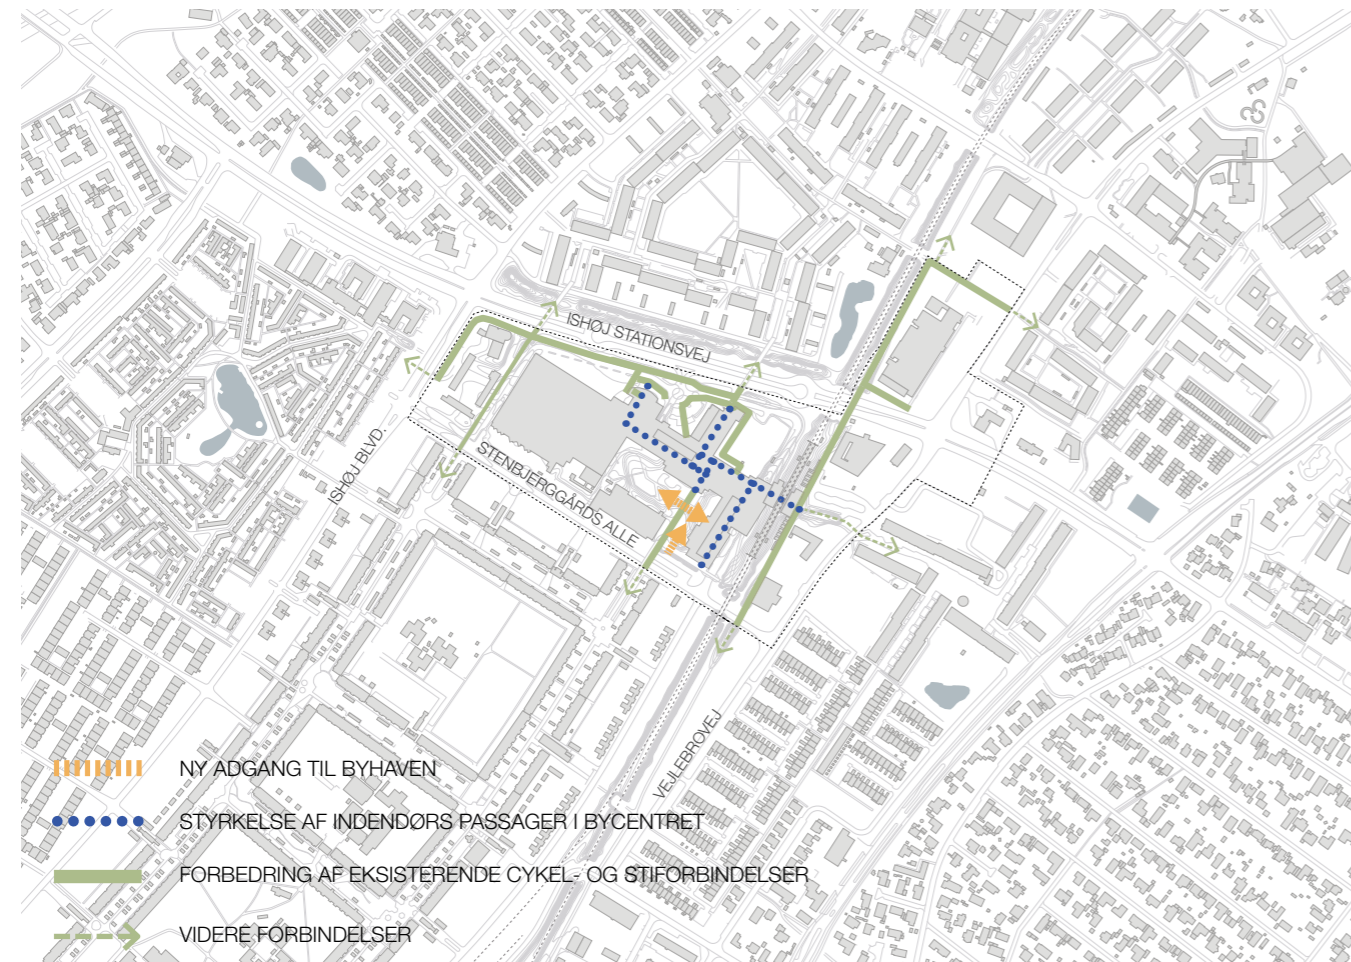 ISHØJ STATIONSVEJ
ISHØJ BLVD.
STENBJERGGÅRDS ALLE
VEJLEBROVEJ
NY ADGANG TIL BYHAVEN
STYRKELSE AF INDENDØRS PASSAGER I BYCENTRET
FORBEDRING AF EKSISTERENDE CYKEL- OG STIFORBINDELSER
VIDERE FORBINDELSER